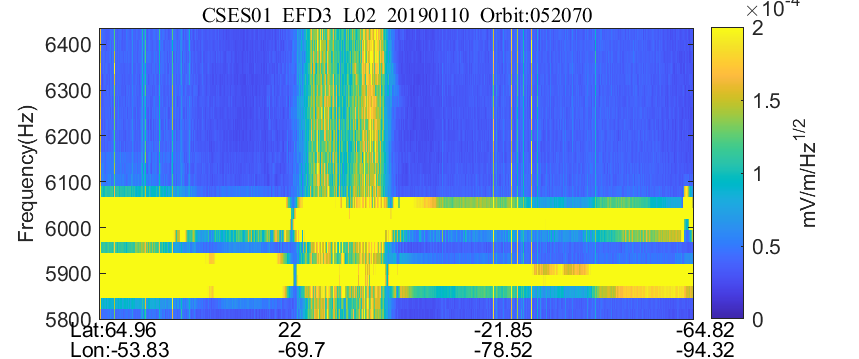 CSES01 EFD3 L02 20190110 Orbit:052070
×10⁻⁴
6400
6300
6200
6100
6000
5900
5800
Frequency(Hz)
2
1.5
1
0.5
0
mV/m/Hz^1/2
Lat:64.96 22 -21.85 -64.82
Lon:-53.83 -69.7 -78.52 -94.32